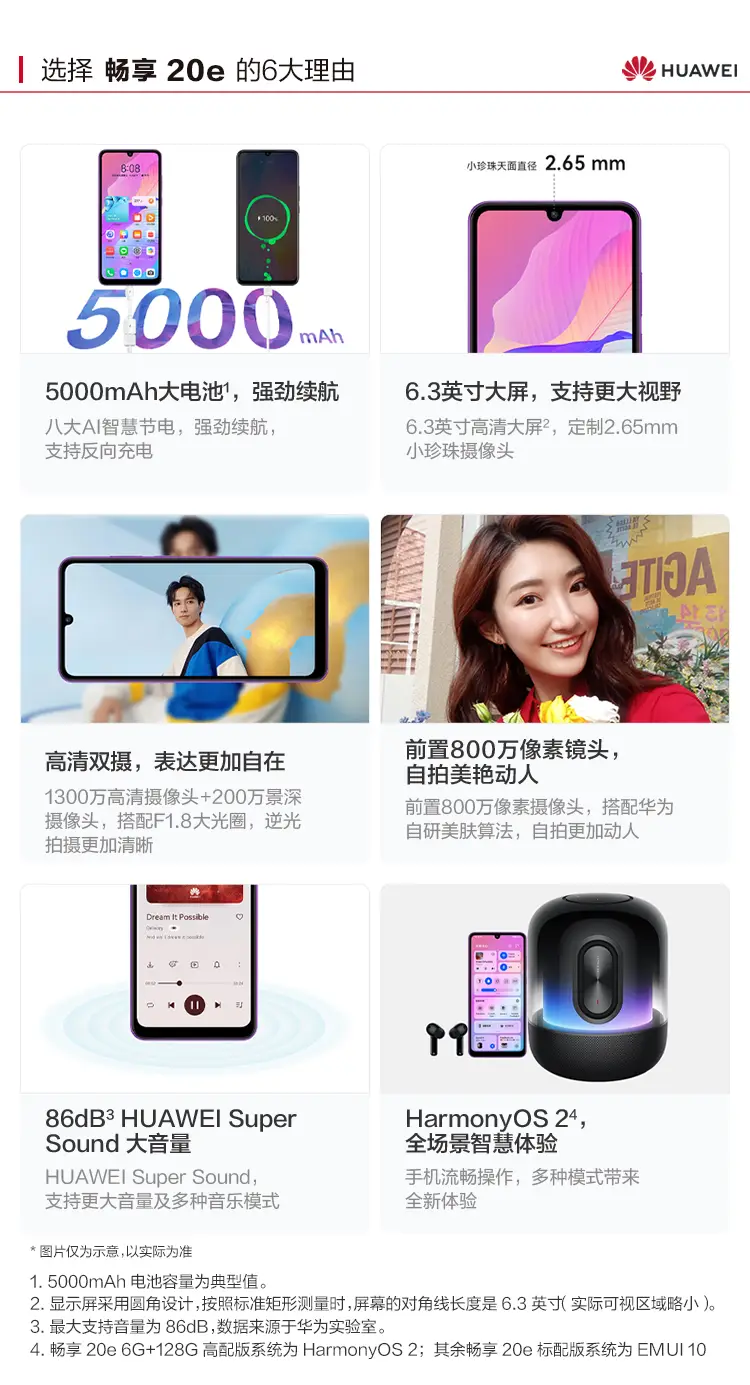 选择 畅享 20e 的6大理由
HUAWEI
6:08
100%
5000 mAh
小珍珠天面直径 2.65 mm
5000mAh大电池¹，强劲续航
八大AI智慧节电，强劲续航，
支持反向充电
6.3英寸大屏，支持更大视野
6.3英寸高清大屏²，定制2.65mm
小珍珠摄像头
AGITE
高清双摄，表达更加自在
1300万高清摄像头+200万景深
摄像头，搭配F1.8大光圈，逆光
拍摄更加清晰
前置800万像素镜头，
自拍美艳动人
前置800万像素摄像头，搭配华为
自研美肤算法，自拍更加动人
Dream It Possible
Delacey
86dB³ HUAWEI Super
Sound 大音量
HUAWEI Super Sound，
支持更大音量及多种音乐模式
HarmonyOS 2⁴，
全场景智慧体验
手机流畅操作，多种模式带来
全新体验
* 图片仅为示意，以实际为准
1. 5000mAh 电池容量为典型值。
2. 显示屏采用圆角设计，按照标准矩形测量时，屏幕的对角线长度是 6.3 英寸（实际可视区域略小）。
3. 最大支持音量为 86dB，数据来源于华为实验室。
4. 畅享 20e 6G+128G 高配版系统为 HarmonyOS 2；其余畅享 20e 标配版系统为 EMUI 10